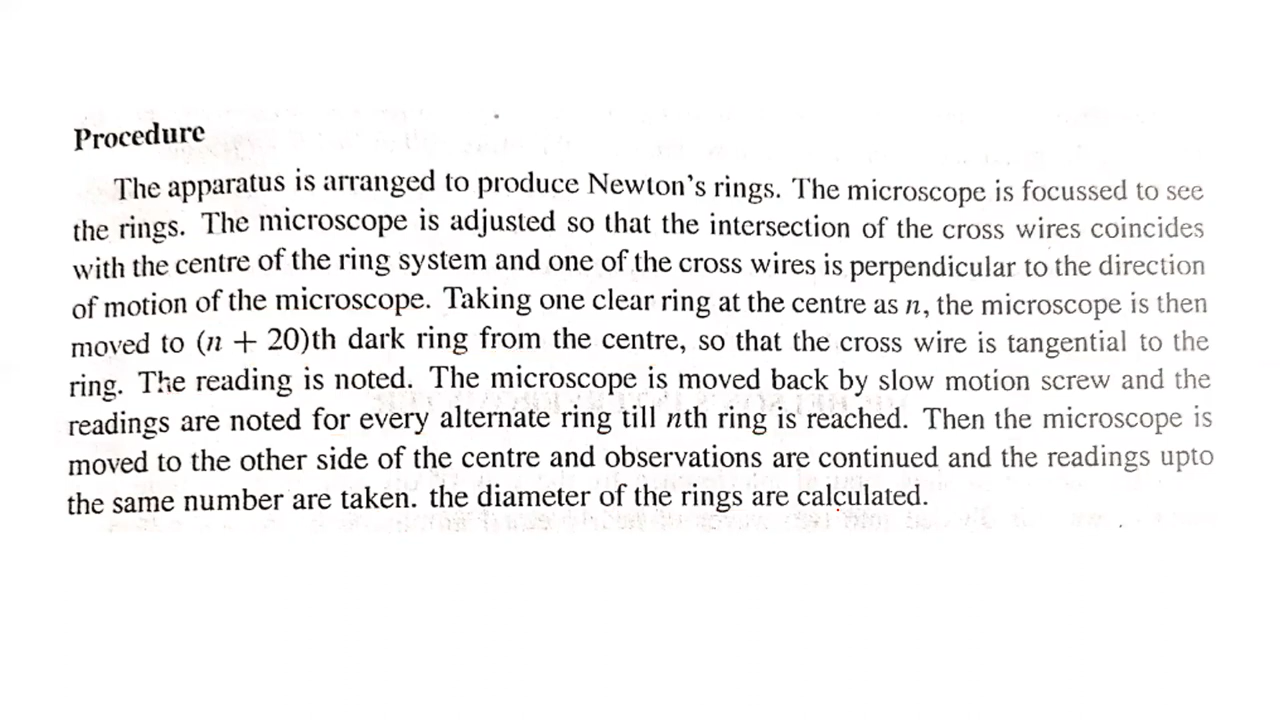 Procedure
The apparatus is arranged to produce Newton's rings. The microscope is focussed to see
the rings. The microscope is adjusted so that the intersection of the cross wires coincides
with the centre of the ring system and one of the cross wires is perpendicular to the direction
of motion of the microscope. Taking one clear ring at the centre as n, the microscope is then
moved to (n + 20)th dark ring from the centre, so that the cross wire is tangential to the
ring. The reading is noted. The microscope is moved back by slow motion screw and the
readings are noted for every alternate ring till nth ring is reached. Then the microscope is
moved to the other side of the centre and observations are continued and the readings upto
the same number are taken. the diameter of the rings are calculated.